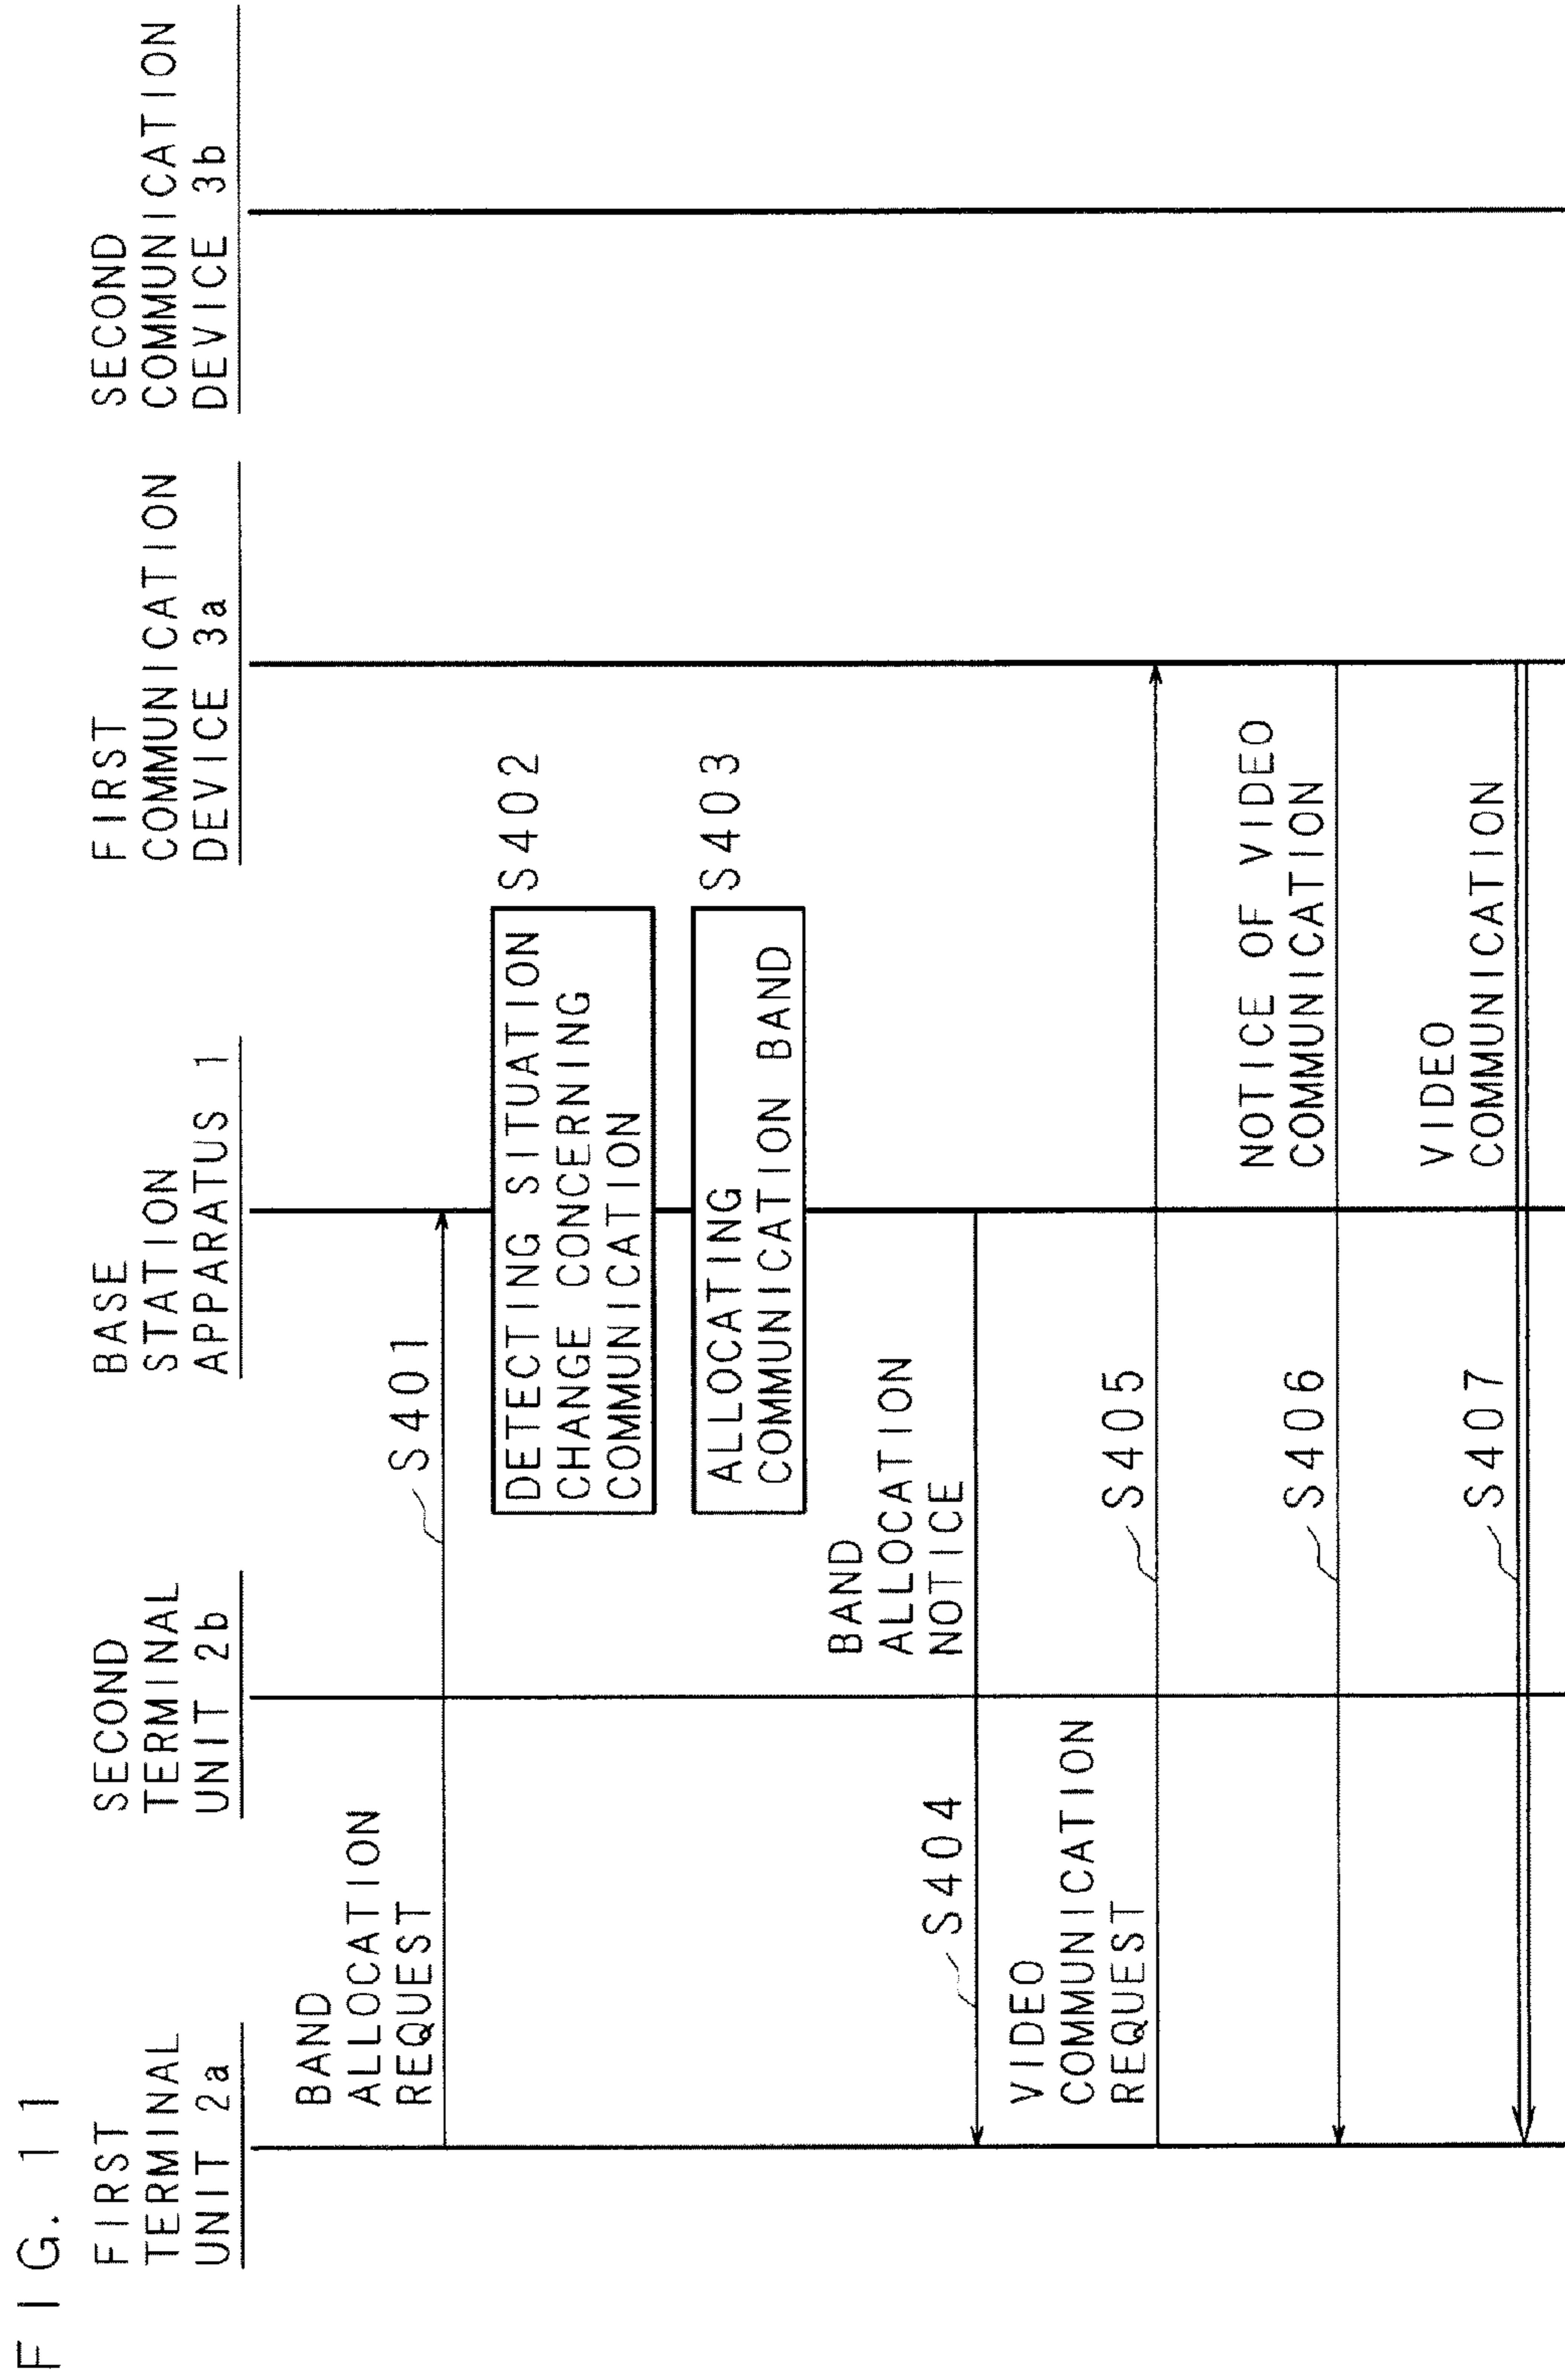 FIG. 11
FIRST
TERMINAL
UNIT 2a
SECOND
TERMINAL
UNIT 2b
BASE
STATION
APPARATUS 1
FIRST
COMMUNICATION
DEVICE 3a
SECOND
COMMUNICATION
DEVICE 3b
BAND
ALLOCATION
REQUEST
S401
DETECTING SITUATION
CHANGE CONCERNING
COMMUNICATION
S402
ALLOCATING
COMMUNICATION BAND
S403
BAND
ALLOCATION
NOTICE
S404
VIDEO
COMMUNICATION
REQUEST
S405
NOTICE OF VIDEO
COMMUNICATION
S406
VIDEO
COMMUNICATION
S407